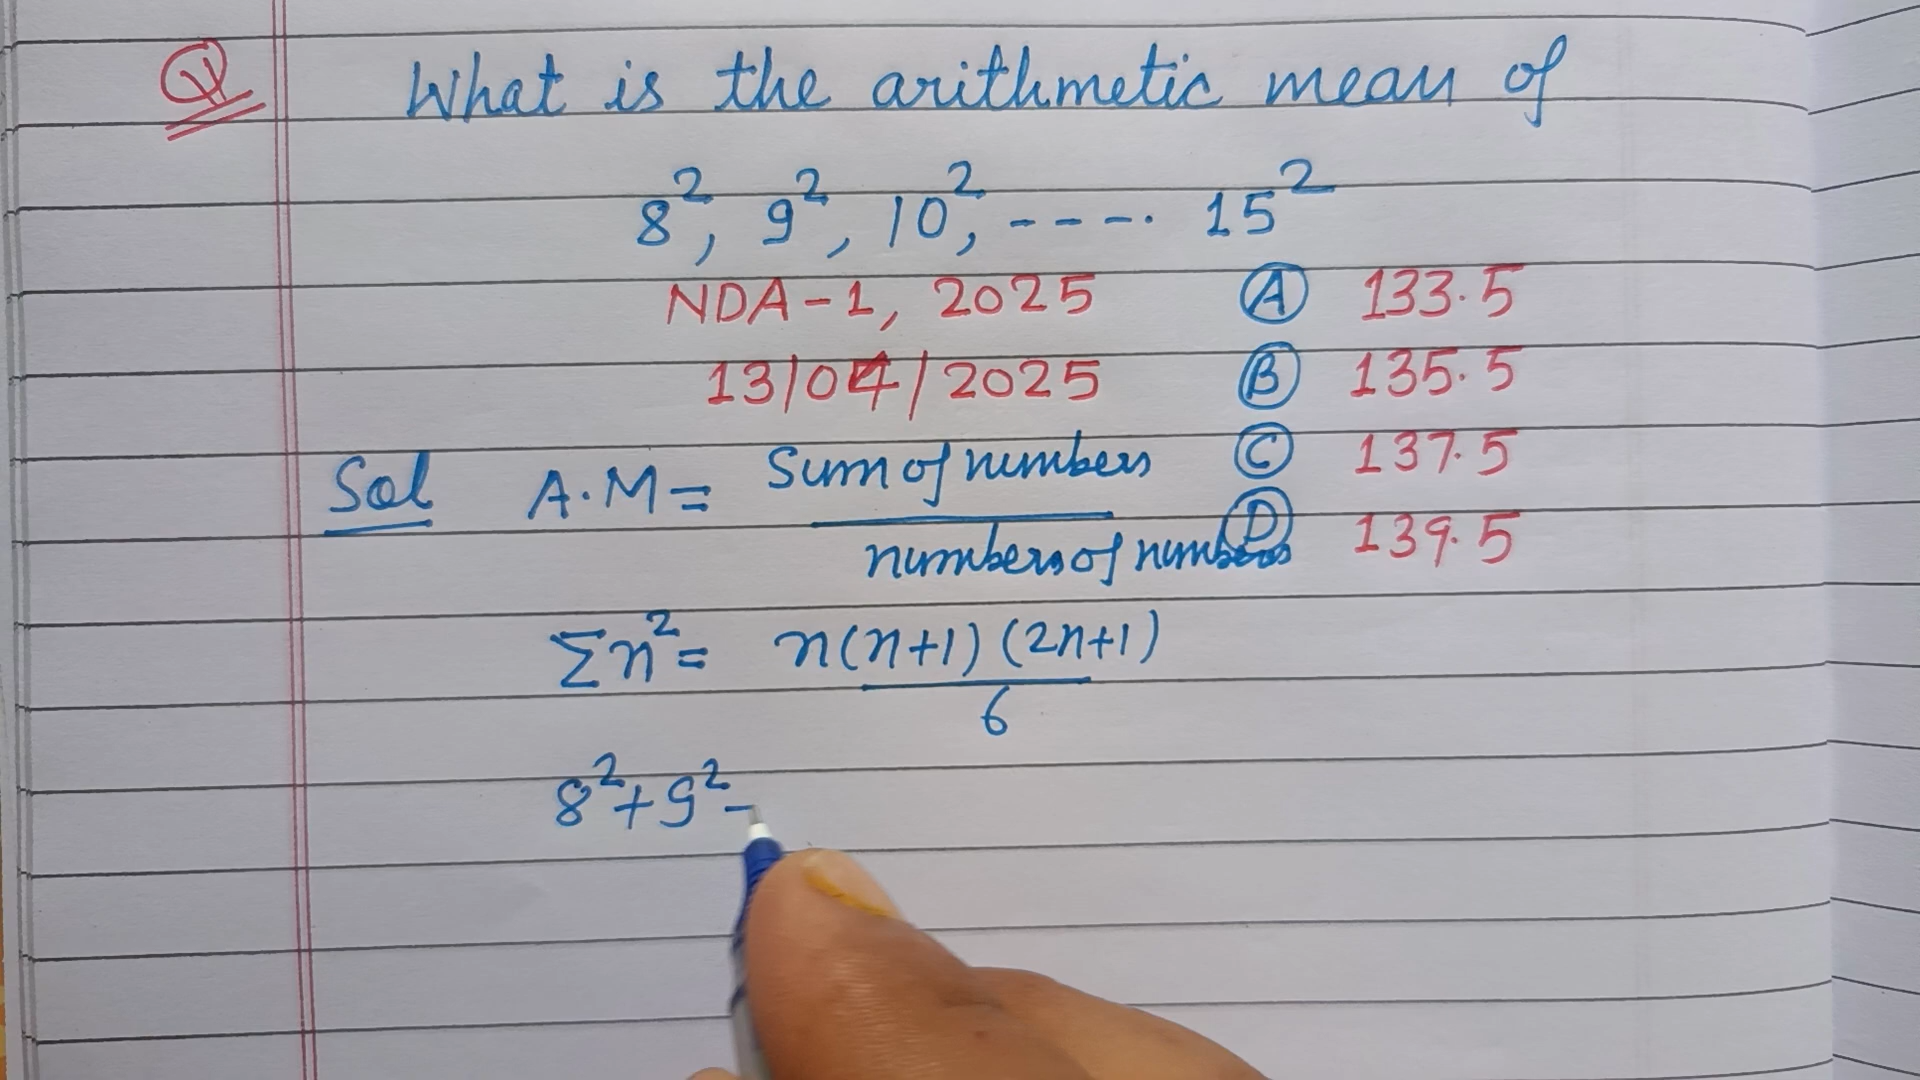 Q What is the arithmetic mean of
8², 9², 10², ----. 15²
NDA-1, 2025 Ⓐ 133.5
13/04/2025 Ⓑ 135.5
Sol A.M = Sum of numbers / numbers of numbers
Ⓒ 137.5
Ⓓ 139.5
Σn² = n(n+1)(2n+1) / 6
8²+9²-